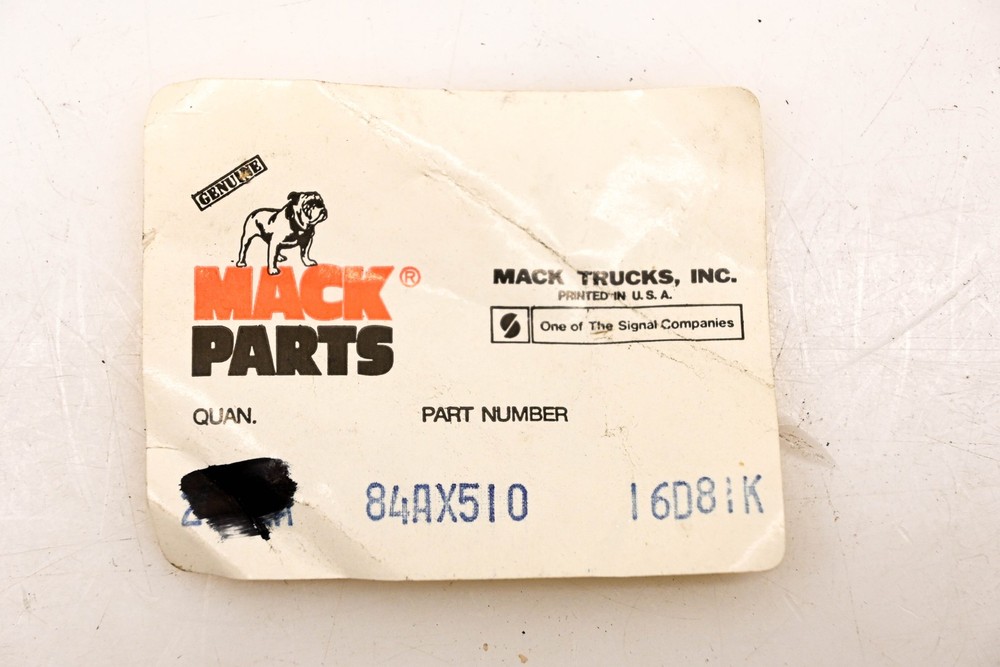 GENUINE
MACK®
PARTS
MACK TRUCKS, INC.
PRINTED IN U. S. A.
One of The Signal Companies
QUAN. PART NUMBER
84AX510 16D81K